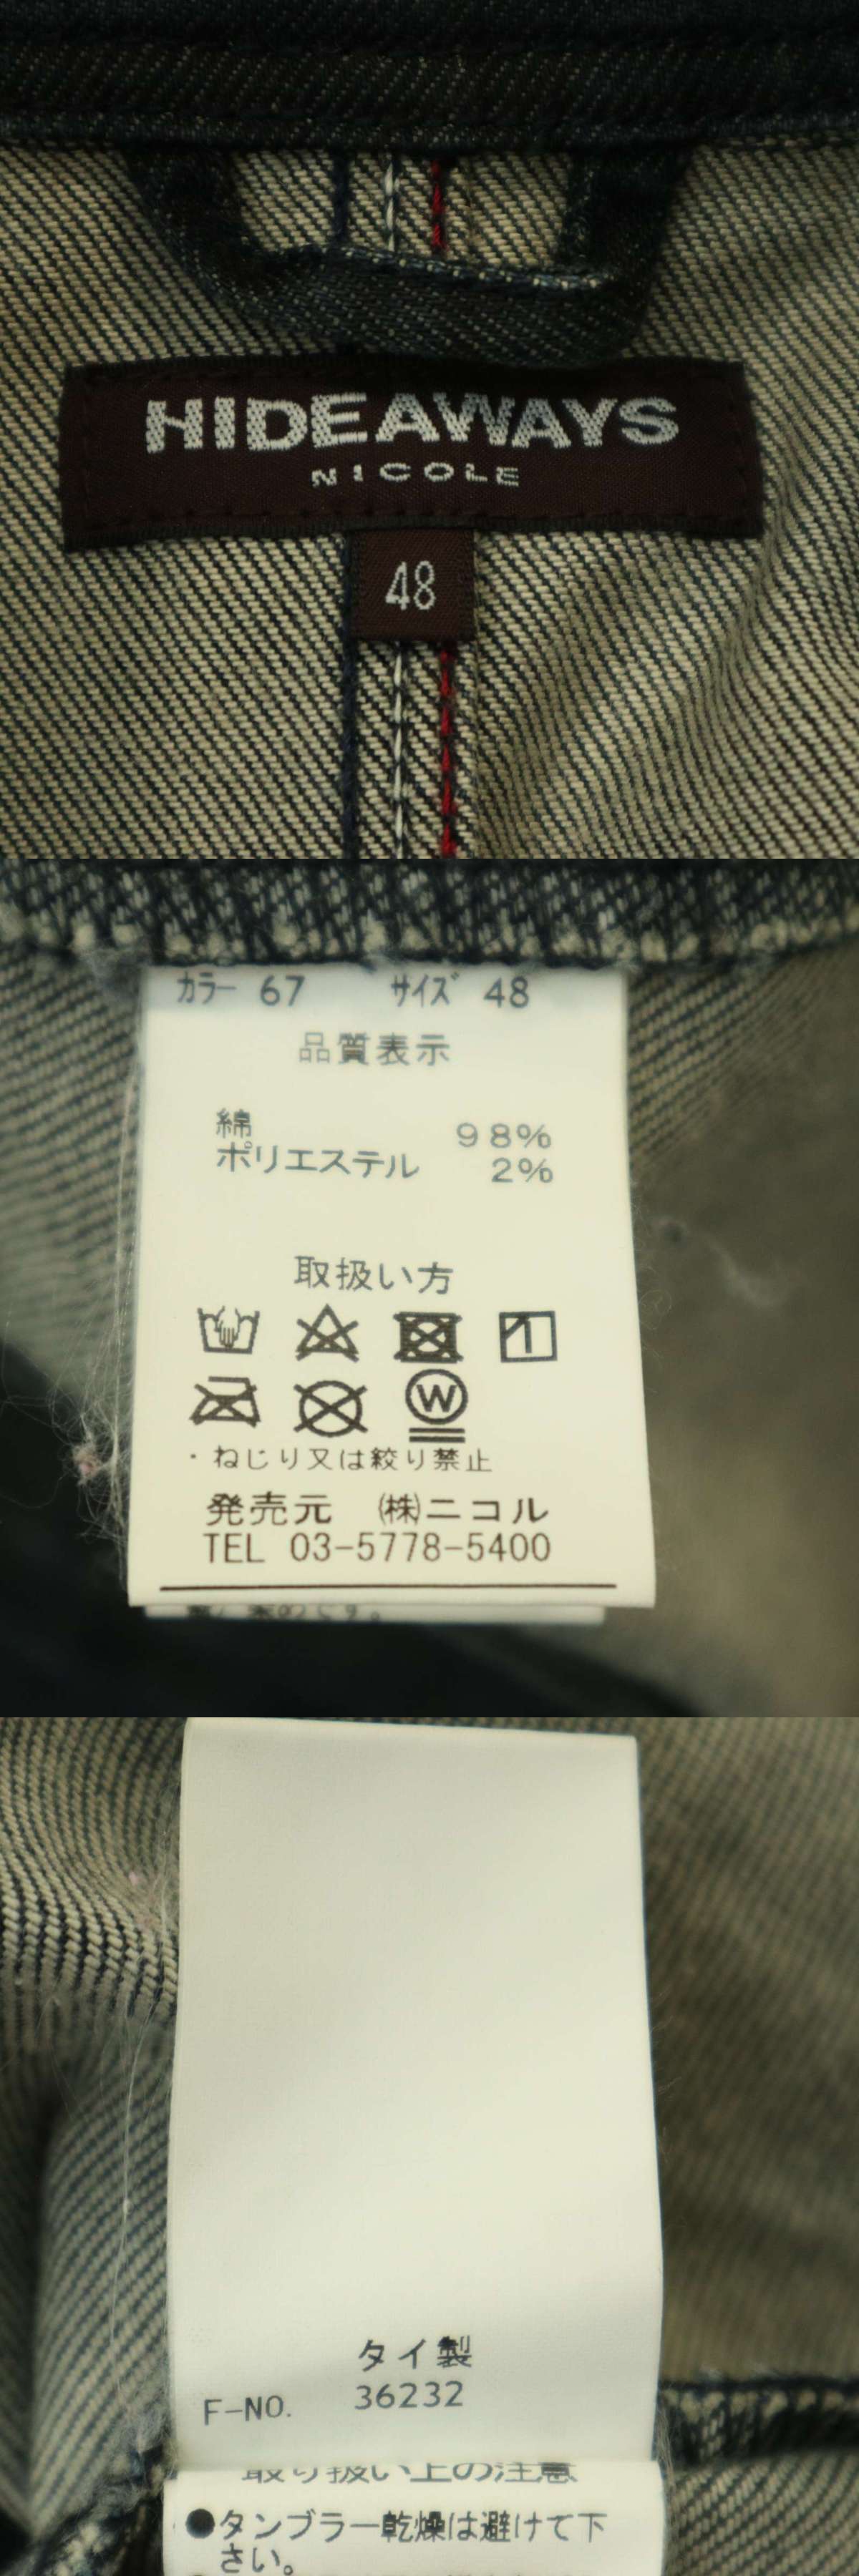 HIDEAWAYS
NICOLE
48
カラー 67 サイズ 48
品質表示
綿 98%
ポリエステル 2%
取扱い方
W
・ねじり又は絞り禁止
発売元 ㈱ニコル
TEL 03-5778-5400
タイ製
F-NO. 36232
取り扱い上の注意
●タンブラー乾燥は避けて下
さい。